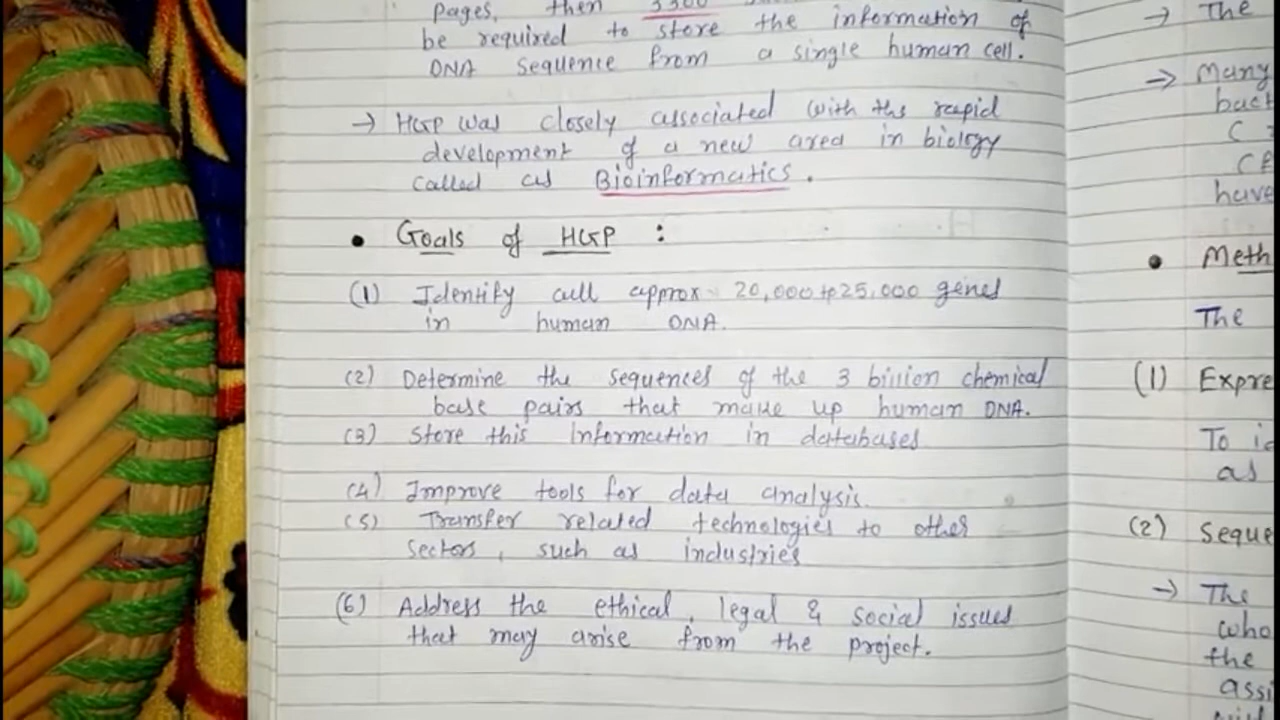 pages, then 3300
be required to store the information of
DNA sequence from a single human cell.
→ HGP was closely associated with the rapid
development of a new area in biology
called as Bioinformatics.
• Goals of HGP :
(1) Identify all approx 20,000 to 25,000 genes
in human DNA.
(2) Determine the sequences of the 3 billion chemical
base pairs that make up human DNA.
(3) Store this Information in databases
(4) Improve tools for data analysis.
(5) Transfer related technologies to other
sectors, such as industries
(6) Address the ethical, legal & social issues
that may arise from the project.
→ The
→ Many
have
• Meth
The
(1) Expre
To i
as
(2) Seque
→ The
who
the
assi